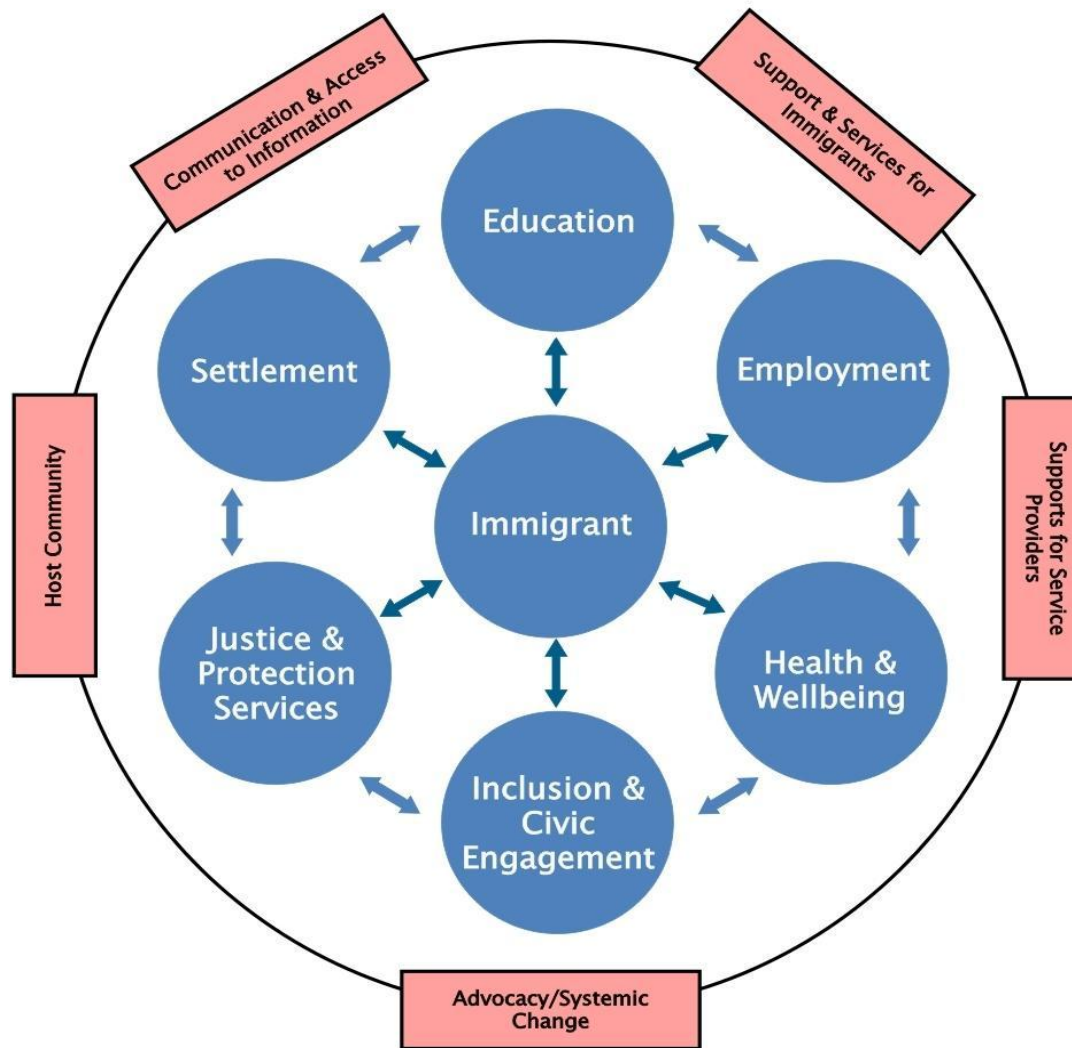 Communication & Access
to Information
Support & Services for
Immigrants
Education
Settlement
Employment
Immigrant
Host Community
Supports for Service
Providers
Justice &
Protection
Services
Health &
Wellbeing
Inclusion &
Civic
Engagement
Advocacy/Systemic
Change